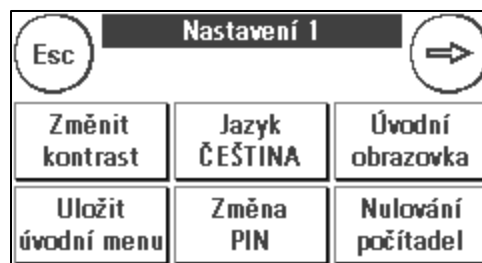 Nastavení 1
Esc
Změnit
kontrast
Jazyk
ČEŠTINA
Úvodní
obrazovka
Uložit
úvodní menu
Změna
PIN
Nulování
počítadel